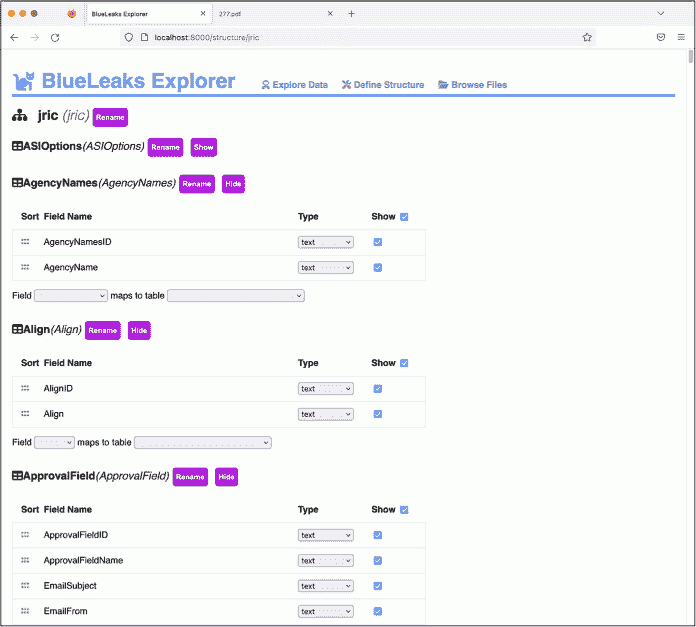 BlueLeaks Explorer × 277.pdf × +
localhost:8000/structure/jric
BlueLeaks Explorer Explore Data Define Structure Browse Files
jric (jric) Rename
ASIOptions(ASIOptions) Rename Show
AgencyNames(AgencyNames) Rename Hide
Sort Field Name Type Show
AgencyNamesID text
AgencyName text
Field maps to table
Align(Align) Rename Hide
Sort Field Name Type Show
AlignID text
Align text
Field maps to table
ApprovalField(ApprovalField) Rename Hide
Sort Field Name Type Show
ApprovalFieldID text
ApprovalFieldName text
EmailSubject text
EmailFrom text